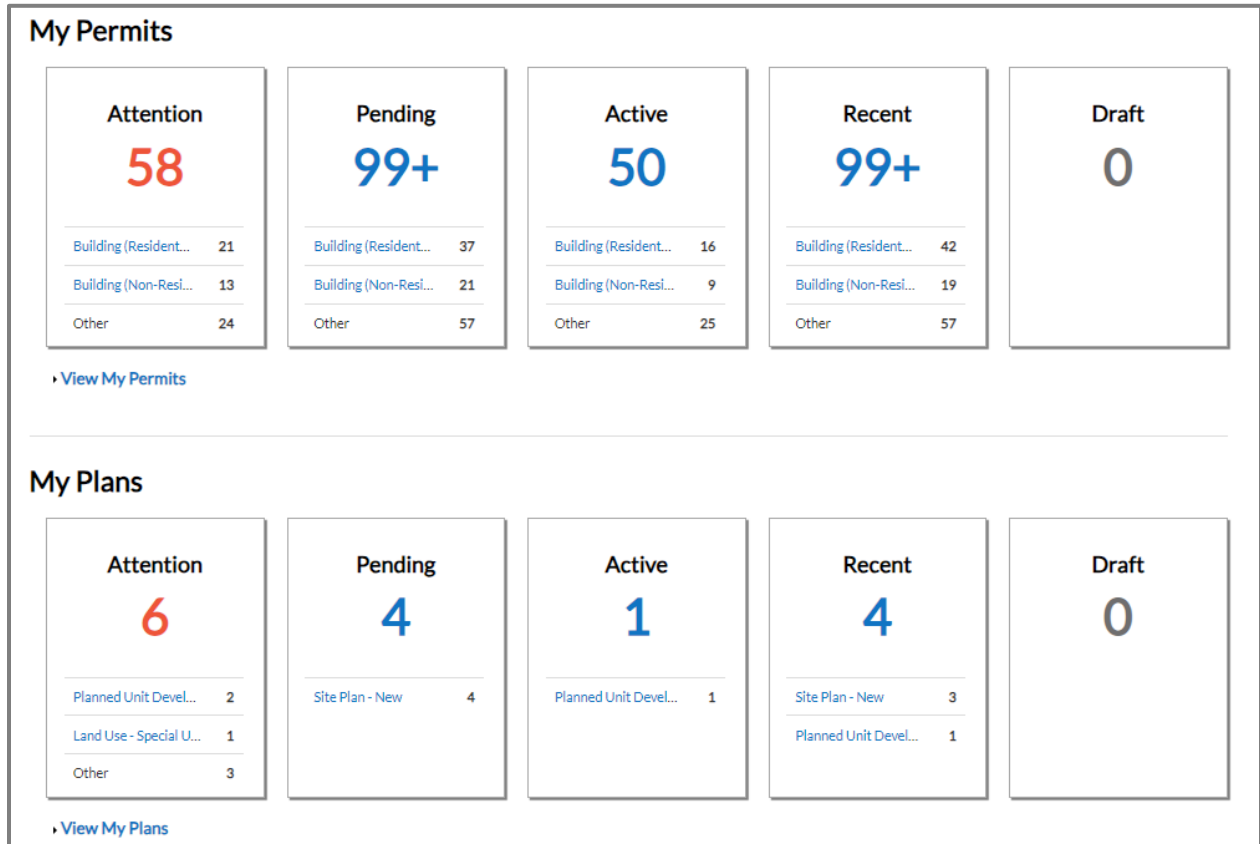 My Permits
Attention Pending Active Recent Draft
58 99+ 50 99+ 0
Building (Resident... 21 Building (Resident... 37 Building (Resident... 16 Building (Resident... 42
Building (Non-Resi... 13 Building (Non-Resi... 21 Building (Non-Resi... 9 Building (Non-Resi... 19
Other 24 Other 57 Other 25 Other 57
View My Permits
My Plans
Attention Pending Active Recent Draft
6 4 1 4 0
Planned Unit Devel... 2 Site Plan - New 4 Planned Unit Devel... 1 Site Plan - New 3
Land Use - Special U... 1 Planned Unit Devel... 1
Other 3
View My Plans